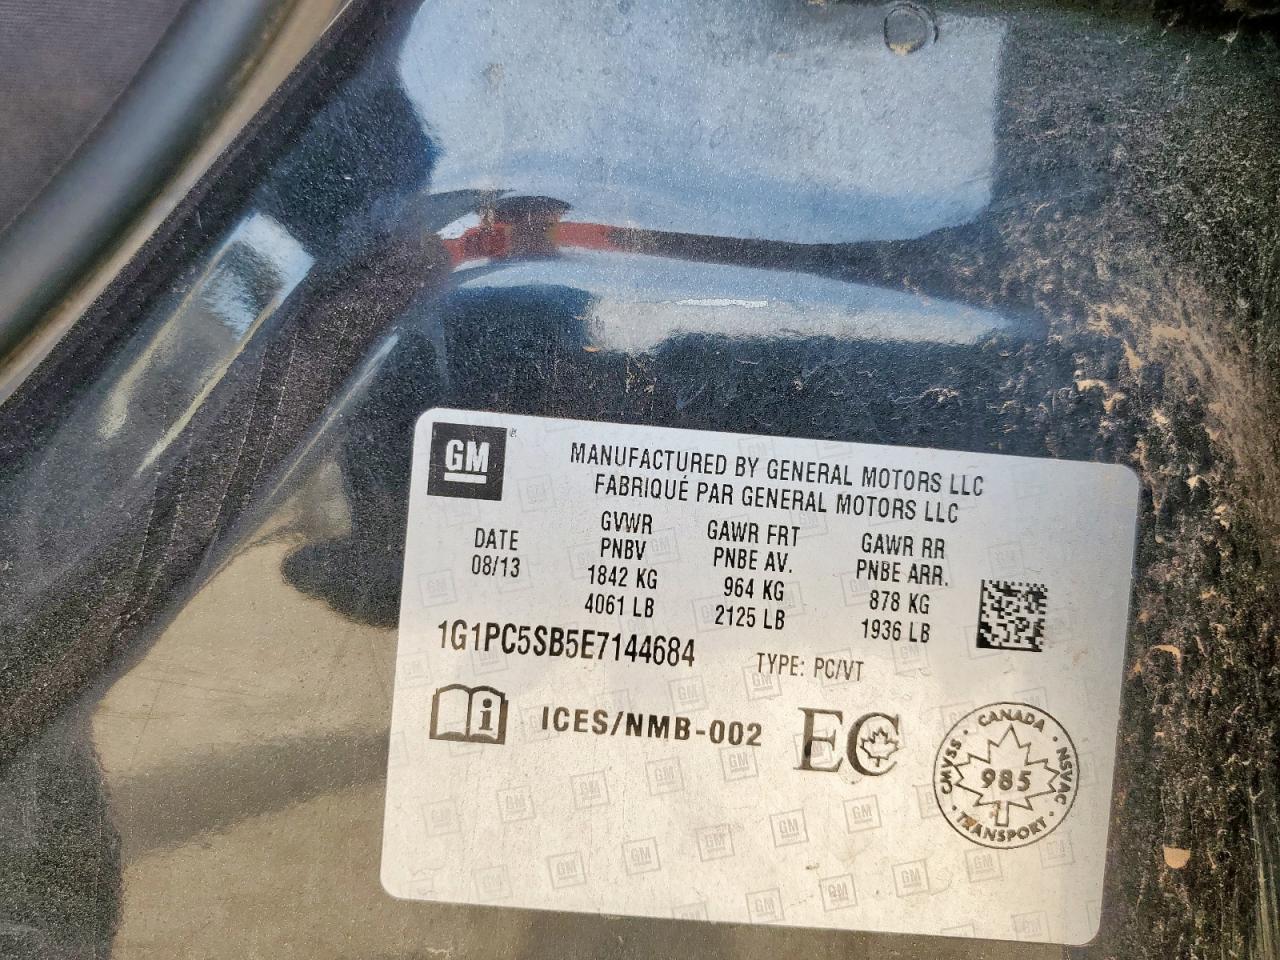 GM
MANUFACTURED BY GENERAL MOTORS LLC
FABRIQUÉ PAR GENERAL MOTORS LLC
DATE
08/13
GVWR
PNBV
1842 KG
4061 LB
GAWR FRT
PNBE AV.
964 KG
2125 LB
GAWR RR
PNBE ARR.
878 KG
1936 LB
1G1PC5SB5E7144684
TYPE: PC/VT
ICES/NMB-002
EC
CANADA
CMVSS · NSVAC
985
TRANSPORT